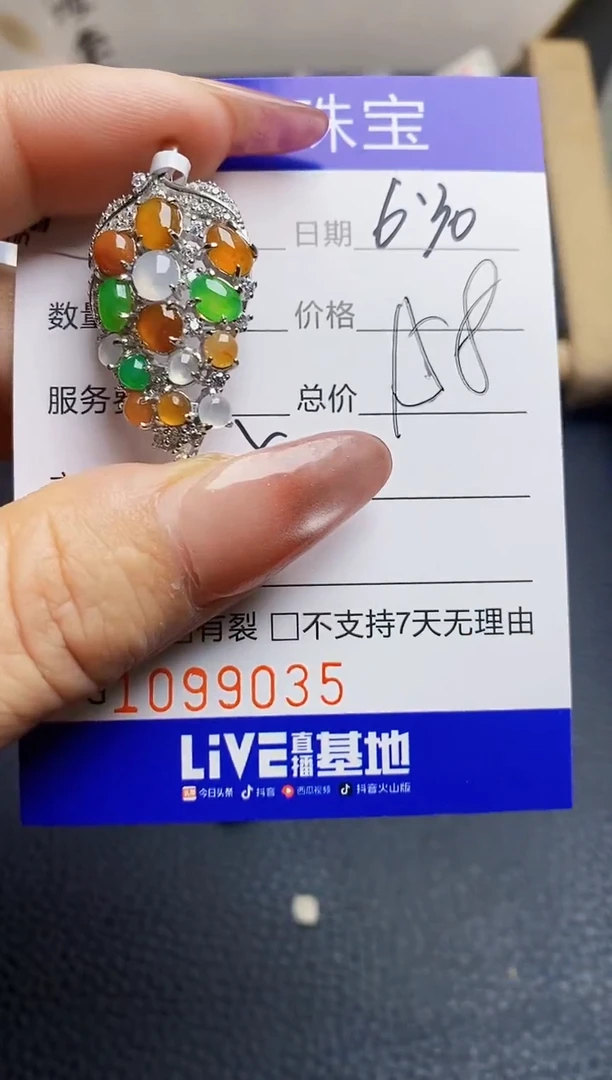 珠宝
日期 6.30
数量 价格
服务费 总价 158
有裂 □不支持7天无理由
1099035
LiVE直播基地
今日头条 抖音 西瓜视频 抖音火山版